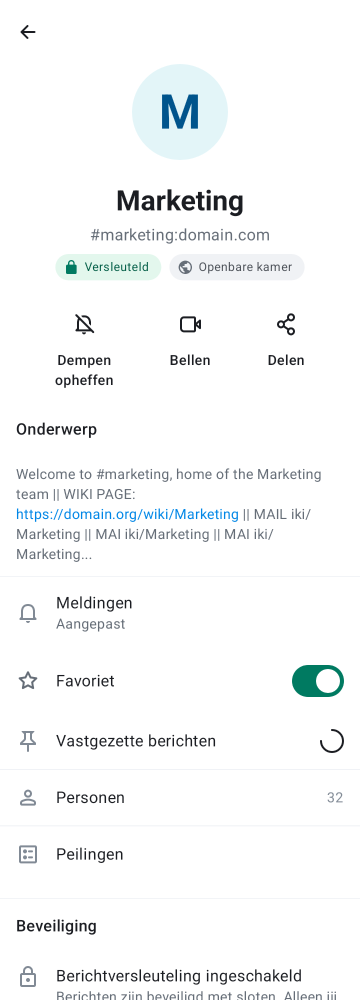 M
Marketing
#marketing:domain.com
Versleuteld Openbare kamer
Dempen opheffen Bellen Delen
Onderwerp
Welcome to #marketing, home of the Marketing
team || WIKI PAGE:
https://domain.org/wiki/Marketing || MAIL iki/
Marketing || MAI iki/Marketing || MAI iki/
Marketing...
Meldingen
Aangepast
Favoriet
Vastgezette berichten
Personen 32
Peilingen
Beveiliging
Berichtversleuteling ingeschakeld
Berichten zijn beveiligd met sloten. Alleen jij